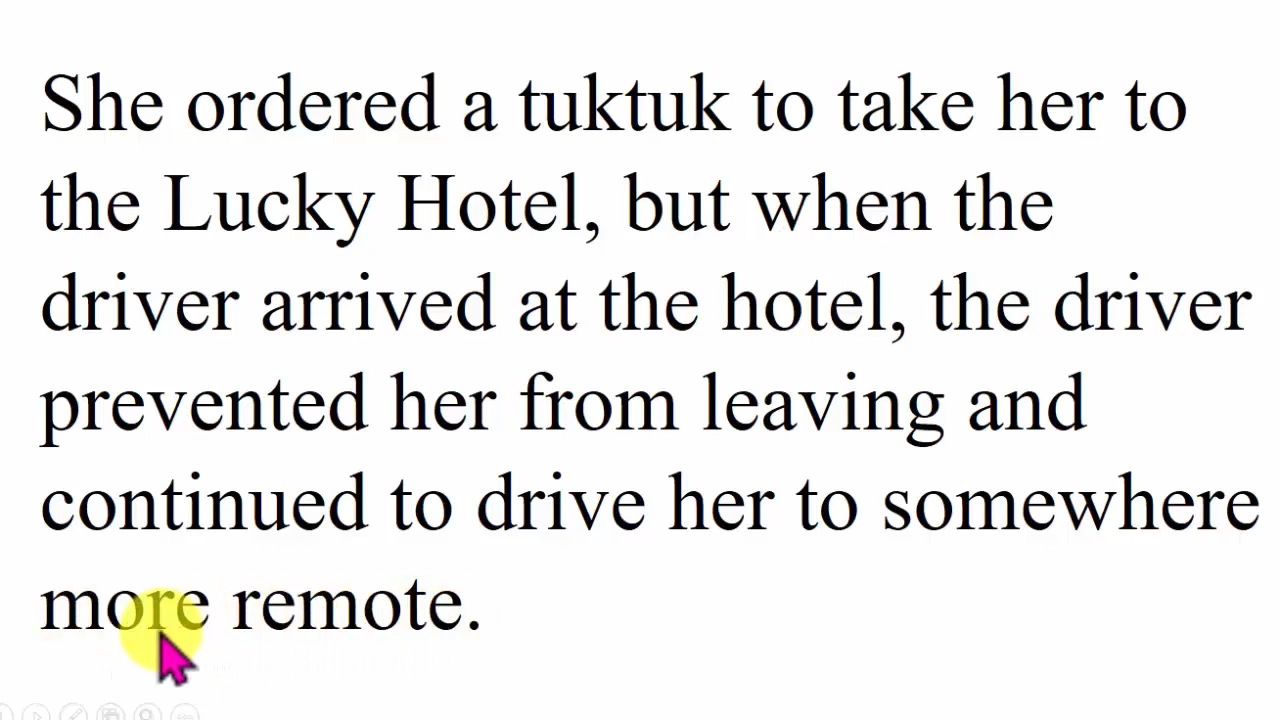 She ordered a tuktuk to take her to
the Lucky Hotel, but when the
driver arrived at the hotel, the driver
prevented her from leaving and
continued to drive her to somewhere
more remote.